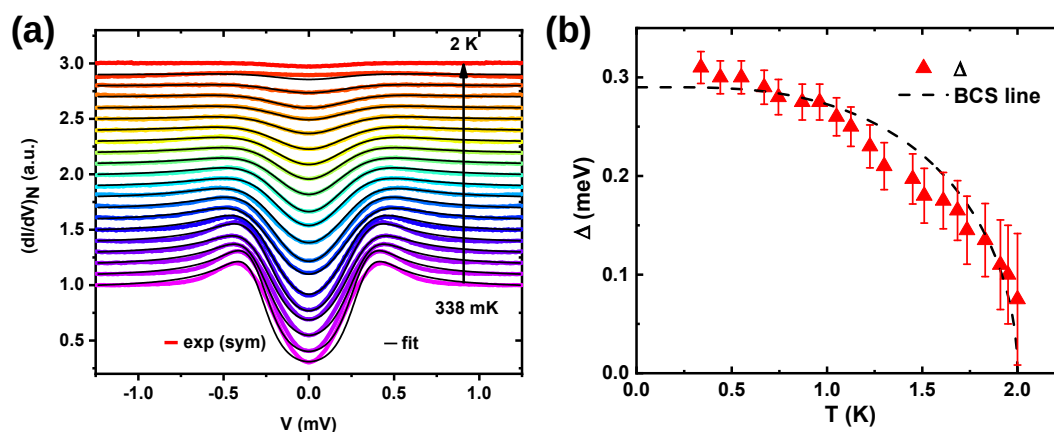 (a)
2 K
3.0
2.5
2.0
1.5
1.0
0.5
(dI/dV)N (a.u.)
338 mK
exp (sym)
fit
-1.0 -0.5 0.0 0.5 1.0
V (mV)
(b)
Δ
BCS line
0.3
0.2
0.1
0.0
Δ (meV)
0.0 0.5 1.0 1.5 2.0
T (K)